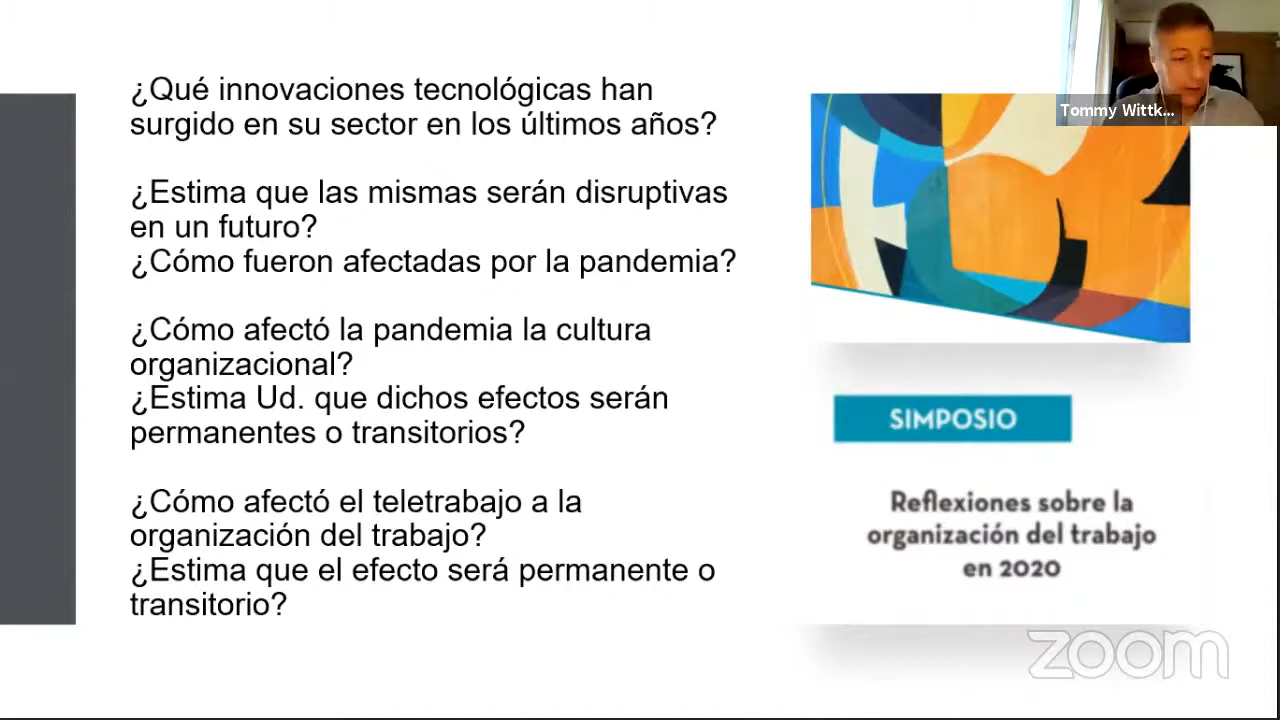 ¿Qué innovaciones tecnológicas han
surgido en su sector en los últimos años?
¿Estima que las mismas serán disruptivas
en un futuro?
¿Cómo fueron afectadas por la pandemia?
¿Cómo afectó la pandemia la cultura
organizacional?
¿Estima Ud. que dichos efectos serán
permanentes o transitorios?
¿Cómo afectó el teletrabajo a la
organización del trabajo?
¿Estima que el efecto será permanente o
transitorio?
Tommy Wittk...
SIMPOSIO
Reflexiones sobre la
organización del trabajo
en 2020
zoom